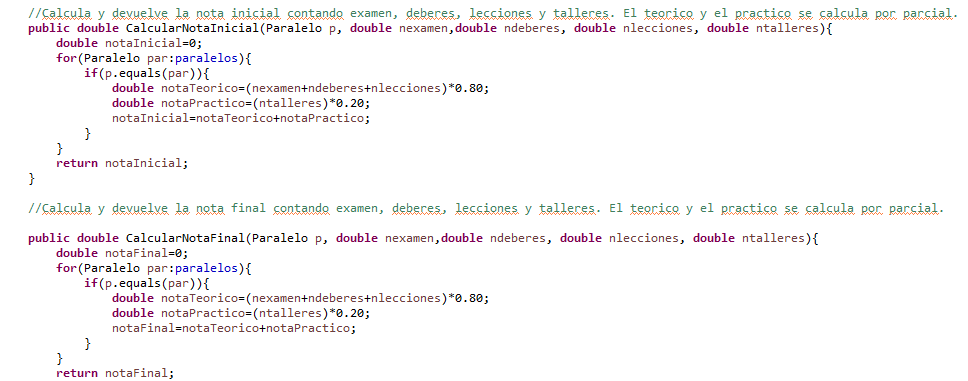 //Calcula y devuelve la nota inicial contando examen, deberes, lecciones y talleres. El teorico y el practico se calcula por parcial.
public double CalcularNotaInicial(Paralelo p, double nexamen,double ndeberes, double nlecciones, double ntalleres){
    double notaInicial=0;
    for(Paralelo par:paralelos){
        if(p.equals(par)){
            double notaTeorico=(nexamen+ndeberes+nlecciones)*0.80;
            double notaPractico=(ntalleres)*0.20;
            notaInicial=notaTeorico+notaPractico;
        }
    }
    return notaInicial;
}
//Calcula y devuelve la nota final contando examen, deberes, lecciones y talleres. El teorico y el practico se calcula por parcial.
public double CalcularNotaFinal(Paralelo p, double nexamen,double ndeberes, double nlecciones, double ntalleres){
    double notaFinal=0;
    for(Paralelo par:paralelos){
        if(p.equals(par)){
            double notaTeorico=(nexamen+ndeberes+nlecciones)*0.80;
            double notaPractico=(ntalleres)*0.20;
            notaFinal=notaTeorico+notaPractico;
        }
    }
    return notaFinal;